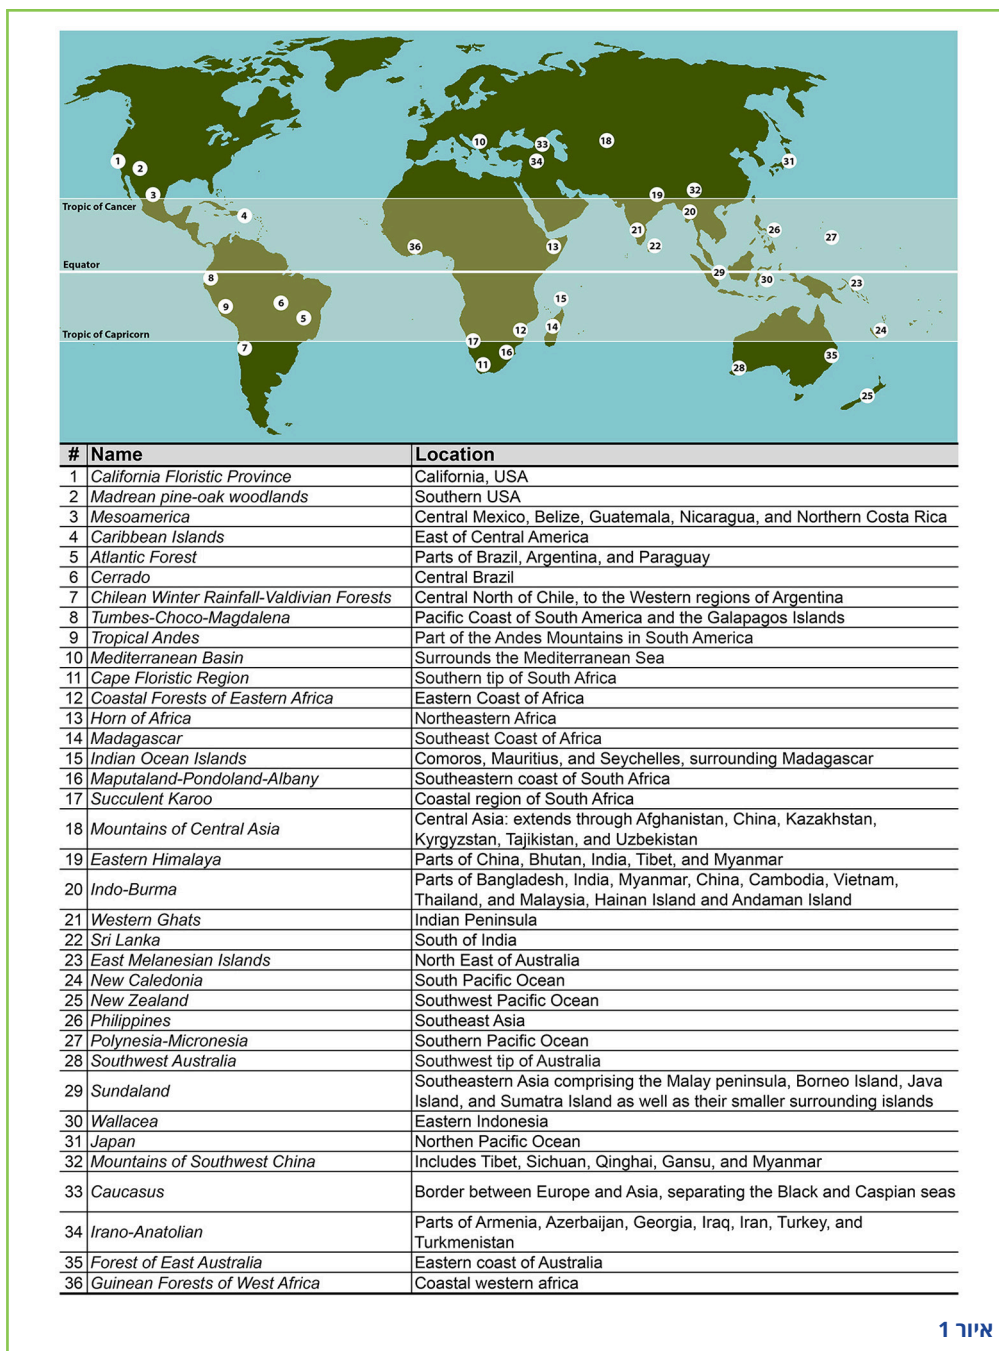 10
33
18
1
34
31
2
3
19
32
Tropic of Cancer
4
20
21
26
27
36
13
22
Equator
8
29
30
23
9
6
15
5
14
12
24
Tropic of Capricorn
17
7
16
35
11
28
25
# Name Location
1 California Floristic Province California, USA
2 Madrean pine-oak woodlands Southern USA
3 Mesoamerica Central Mexico, Belize, Guatemala, Nicaragua, and Northern Costa Rica
4 Caribbean Islands East of Central America
5 Atlantic Forest Parts of Brazil, Argentina, and Paraguay
6 Cerrado Central Brazil
7 Chilean Winter Rainfall-Valdivian Forests Central North of Chile, to the Western regions of Argentina
8 Tumbes-Choco-Magdalena Pacific Coast of South America and the Galapagos Islands
9 Tropical Andes Part of the Andes Mountains in South America
10 Mediterranean Basin Surrounds the Mediterranean Sea
11 Cape Floristic Region Southern tip of South Africa
12 Coastal Forests of Eastern Africa Eastern Coast of Africa
13 Horn of Africa Northeastern Africa
14 Madagascar Southeast Coast of Africa
15 Indian Ocean Islands Comoros, Mauritius, and Seychelles, surrounding Madagascar
16 Maputaland-Pondoland-Albany Southeastern coast of South Africa
17 Succulent Karoo Coastal region of South Africa
18 Mountains of Central Asia Central Asia: extends through Afghanistan, China, Kazakhstan,
Kyrgyzstan, Tajikistan, and Uzbekistan
19 Eastern Himalaya Parts of China, Bhutan, India, Tibet, and Myanmar
20 Indo-Burma Parts of Bangladesh, India, Myanmar, China, Cambodia, Vietnam,
Thailand, and Malaysia, Hainan Island and Andaman Island
21 Western Ghats Indian Peninsula
22 Sri Lanka South of India
23 East Melanesian Islands North East of Australia
24 New Caledonia South Pacific Ocean
25 New Zealand Southwest Pacific Ocean
26 Philippines Southeast Asia
27 Polynesia-Micronesia Southern Pacific Ocean
28 Southwest Australia Southwest tip of Australia
29 Sundaland Southeastern Asia comprising the Malay peninsula, Borneo Island, Java
Island, and Sumatra Island as well as their smaller surrounding islands
30 Wallacea Eastern Indonesia
31 Japan Northen Pacific Ocean
32 Mountains of Southwest China Includes Tibet, Sichuan, Qinghai, Gansu, and Myanmar
33 Caucasus Border between Europe and Asia, separating the Black and Caspian seas
34 Irano-Anatolian Parts of Armenia, Azerbaijan, Georgia, Iraq, Iran, Turkey, and
Turkmenistan
35 Forest of East Australia Eastern coast of Australia
36 Guinean Forests of West Africa Coastal western africa
איור 1